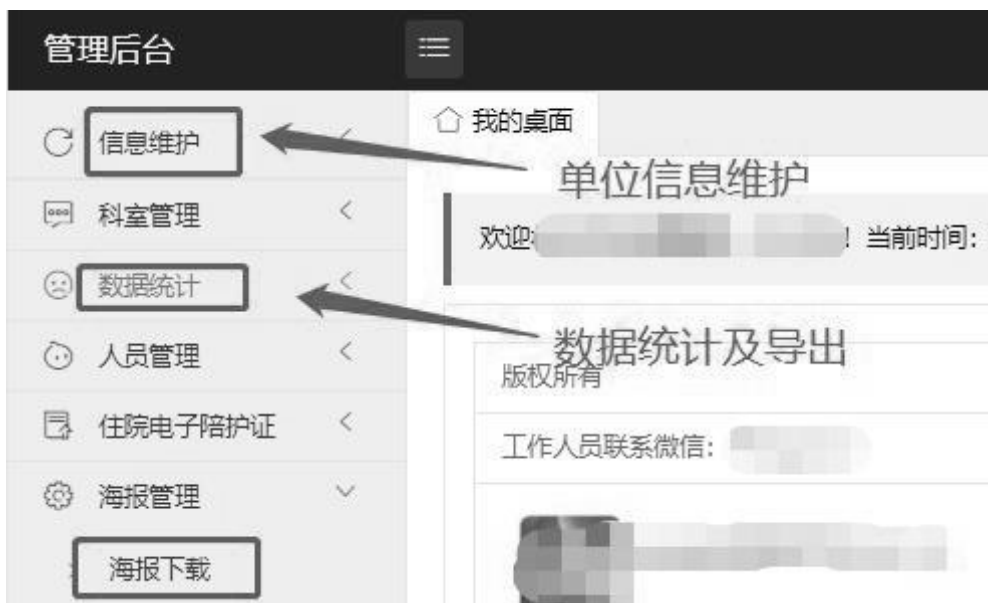 管理后台
我的桌面
信息维护
单位信息维护
科室管理
欢迎
！当前时间：
数据统计
数据统计及导出
人员管理
版权所有
住院电子陪护证
工作人员联系微信：
海报管理
海报下载